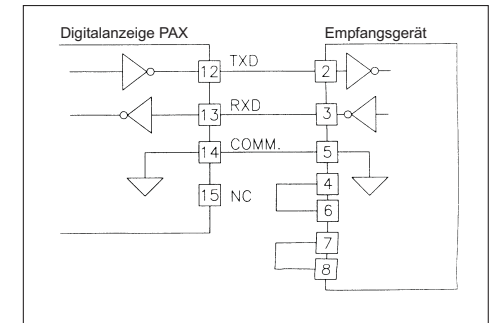 Digitalanzeige PAX Empfangsgerät
12 TXD 2
13 RXD 3
14 COMM. 5
15 NC 4
6
7
8